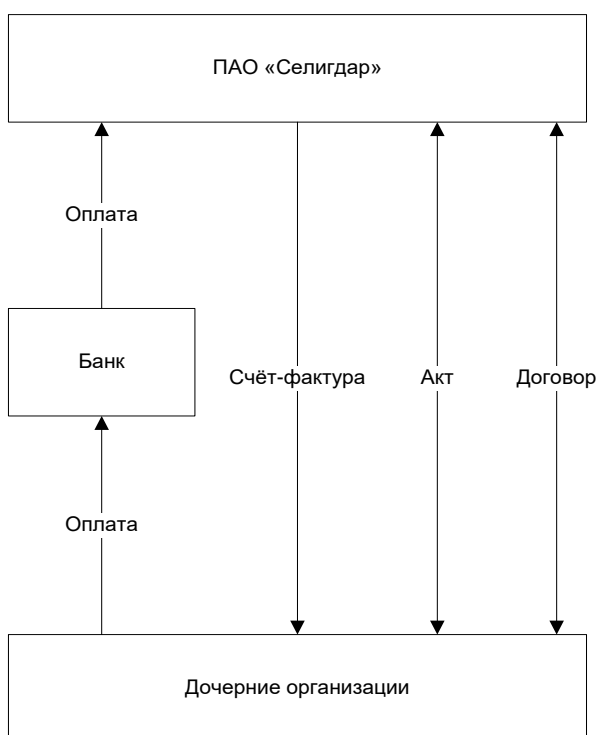 ПАО «Селигдар»
Оплата
Банк
Счёт-фактура
Акт
Договор
Оплата
Дочерние организации